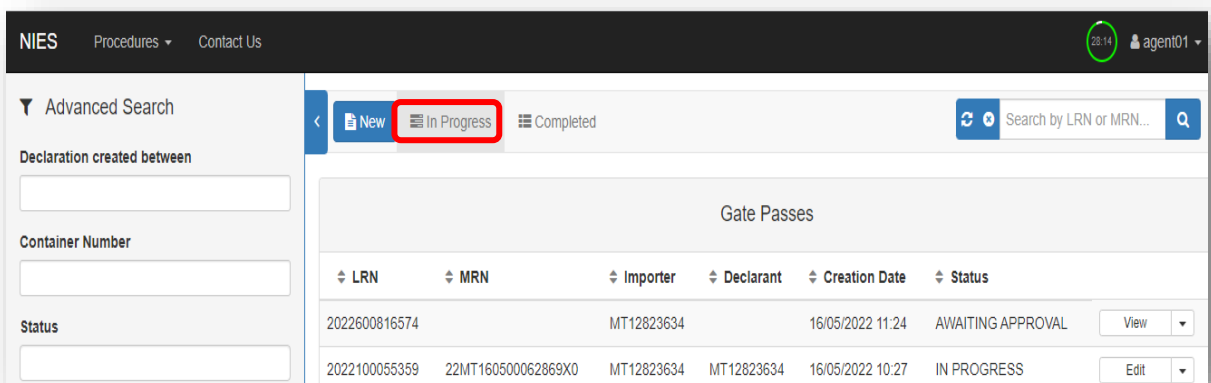 NIES Procedures Contact Us 28:14 agent01
Advanced Search
New In Progress Completed Search by LRN or MRN...
Declaration created between
Container Number
Status
Gate Passes
LRN MRN Importer Declarant Creation Date Status
2022600816574 MT12823634 16/05/2022 11:24 AWAITING APPROVAL View
2022100055359 22MT160500062869X0 MT12823634 MT12823634 16/05/2022 10:27 IN PROGRESS Edit